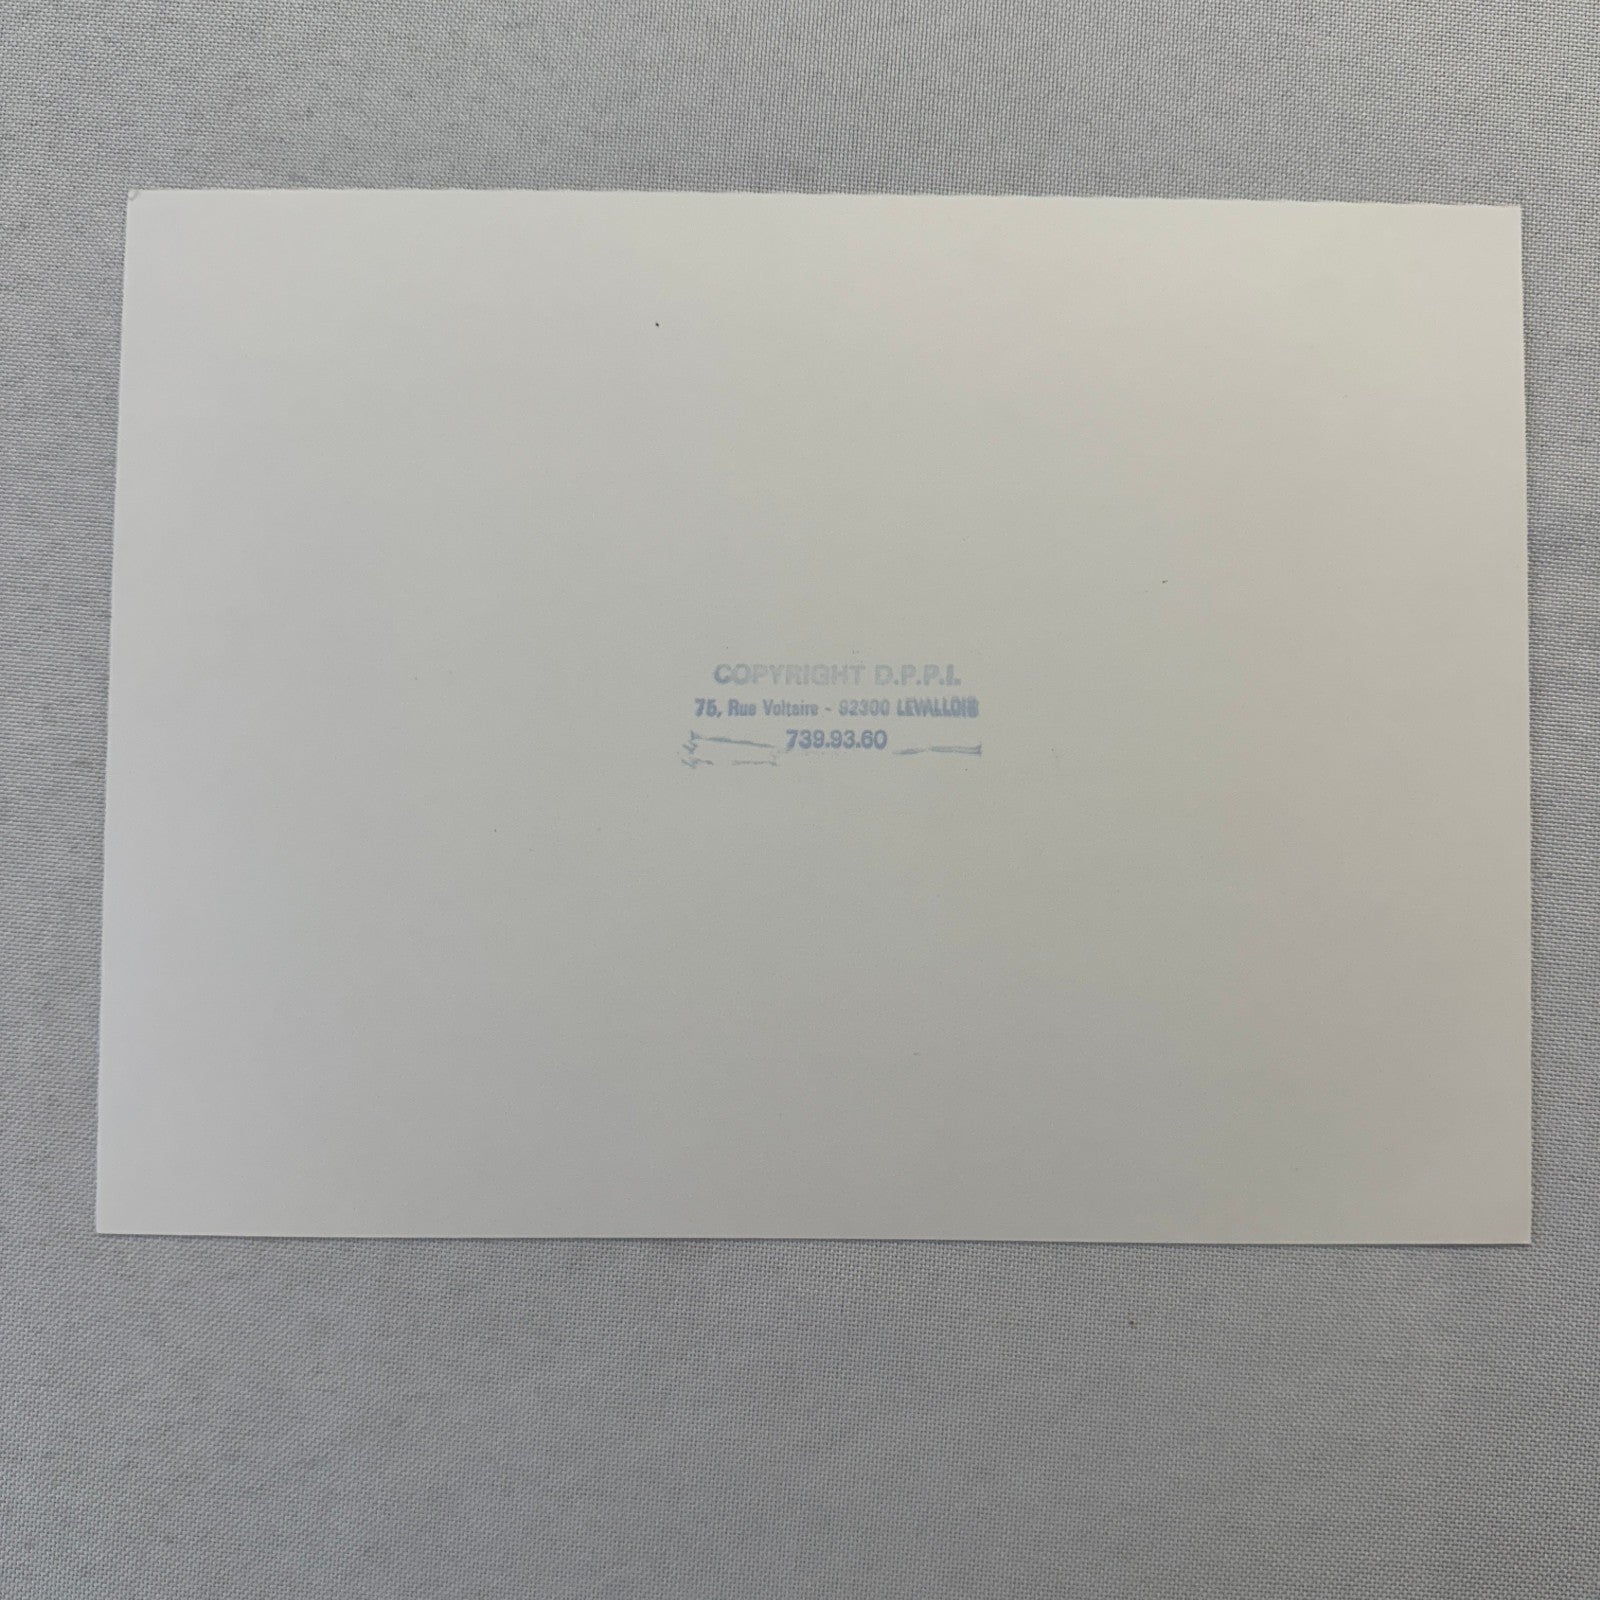 COPYRIGHT D.P.P.I.
75, Rue Voltaire - 92300 LEVALLOIS
739.93.60